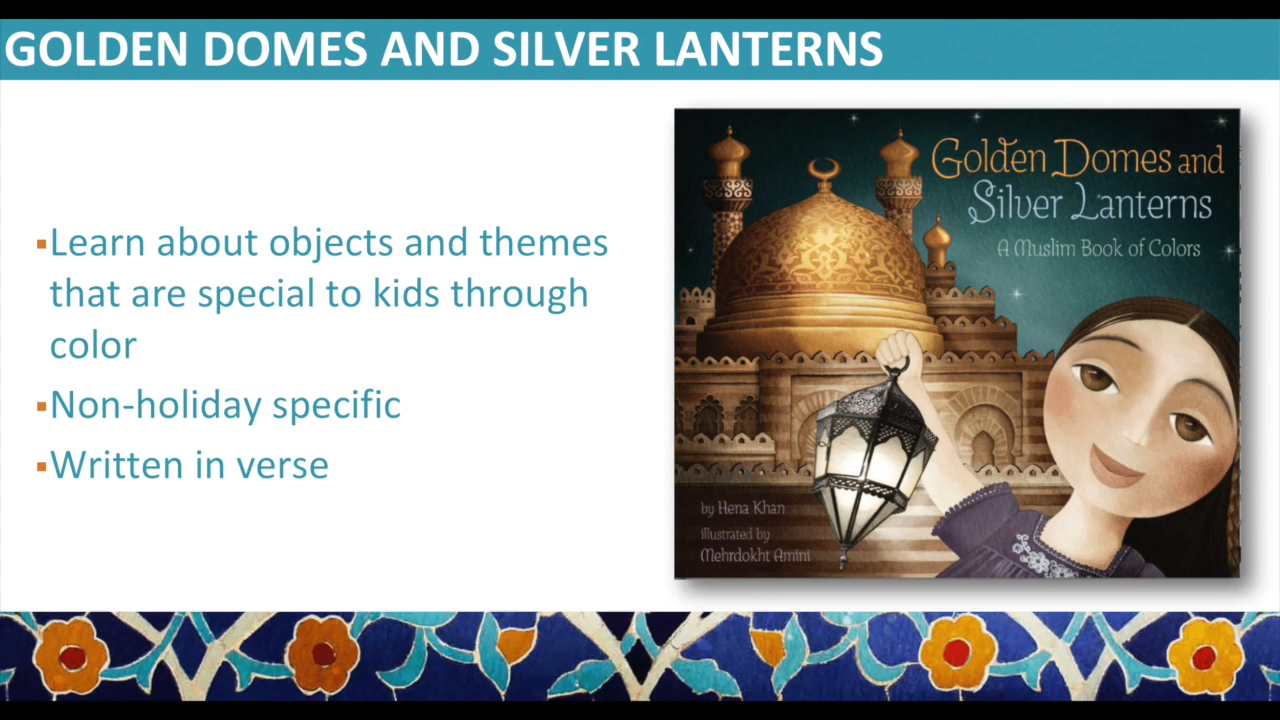 GOLDEN DOMES AND SILVER LANTERNS
▪Learn about objects and themes
that are special to kids through
color
▪Non-holiday specific
▪Written in verse
Golden Domes and
Silver Lanterns
A Muslim Book of Colors
by Hena Khan
illustrated by
Mehrdokht Amini